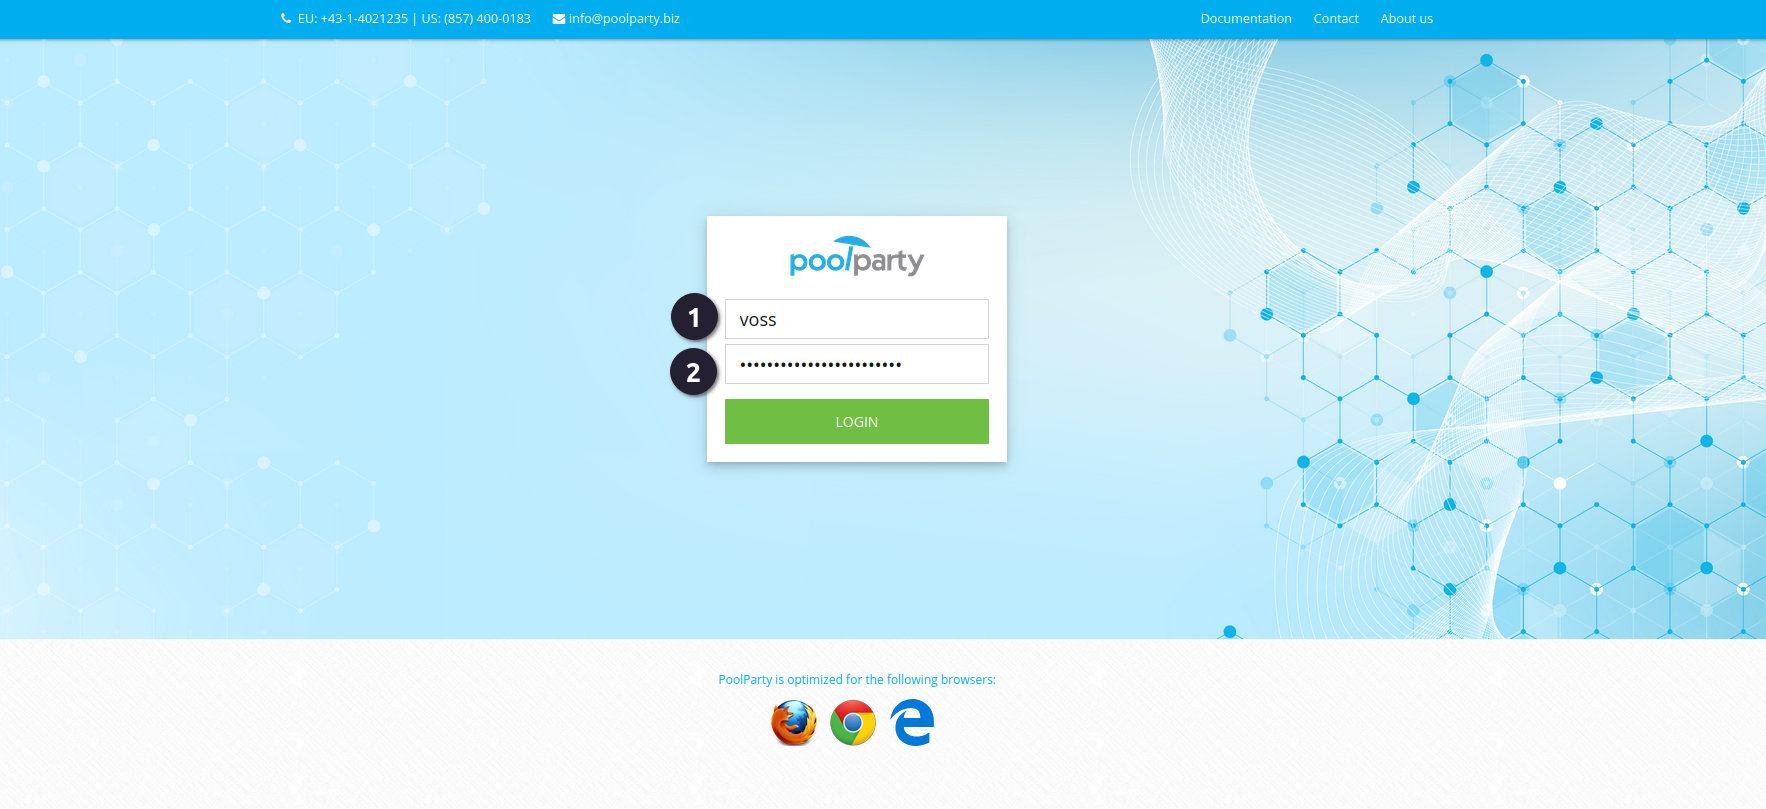 EU: +43-1-4021235 | US: (857) 400-0183 info@poolparty.biz Documentation Contact About us
poolparty
1 voss
2 ••••••••••••••••••••••••
LOGIN
PoolParty is optimized for the following browsers: